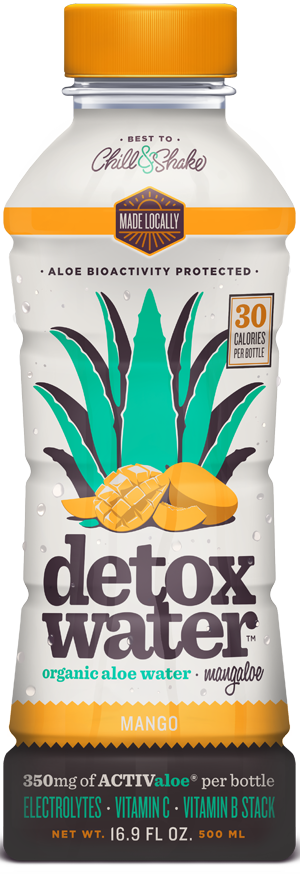 · BEST TO ·
Chill & Shake
MADE LOCALLY
· ALOE BIOACTIVITY PROTECTED ·
30
CALORIES
PER BOTTLE
detox
water™
organic aloe water · mangaloe
MANGO
350mg of ACTIValoe® per bottle
ELECTROLYTES · VITAMIN C · VITAMIN B STACK
NET WT. 16.9 FL OZ. 500 ML